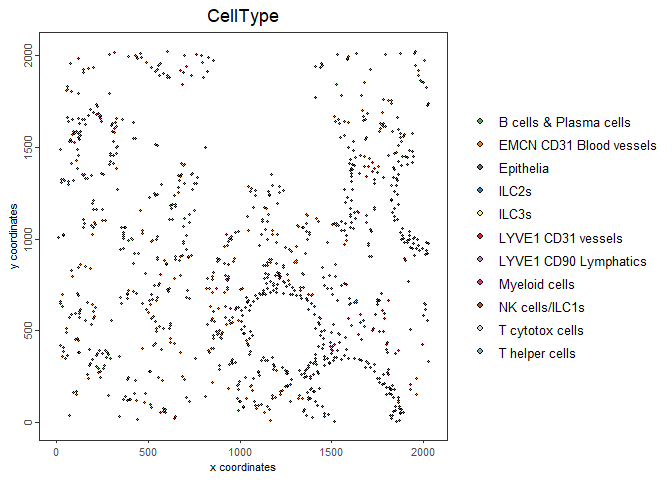 CellType
2000
1500
1000
500
0
y coordinates
0
500
1000
1500
2000
x coordinates
B cells & Plasma cells
EMCN CD31 Blood vessels
Epithelia
ILC2s
ILC3s
LYVE1 CD31 vessels
LYVE1 CD90 Lymphatics
Myeloid cells
NK cells/ILC1s
T cytotox cells
T helper cells